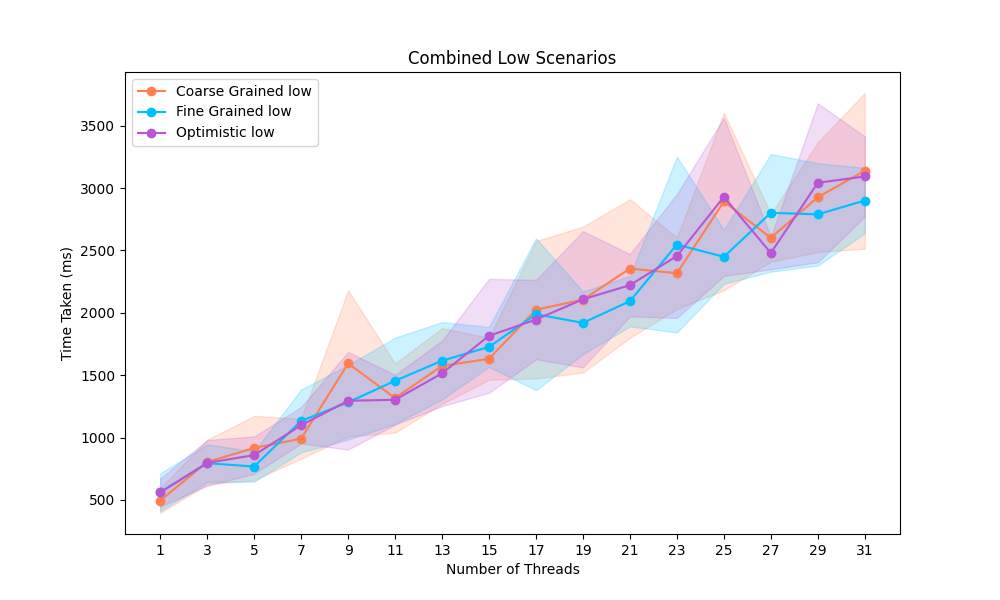 Combined Low Scenarios
Coarse Grained low
Fine Grained low
Optimistic low
Time Taken (ms)
3500
3000
2500
2000
1500
1000
500
1 3 5 7 9 11 13 15 17 19 21 23 25 27 29 31
Number of Threads